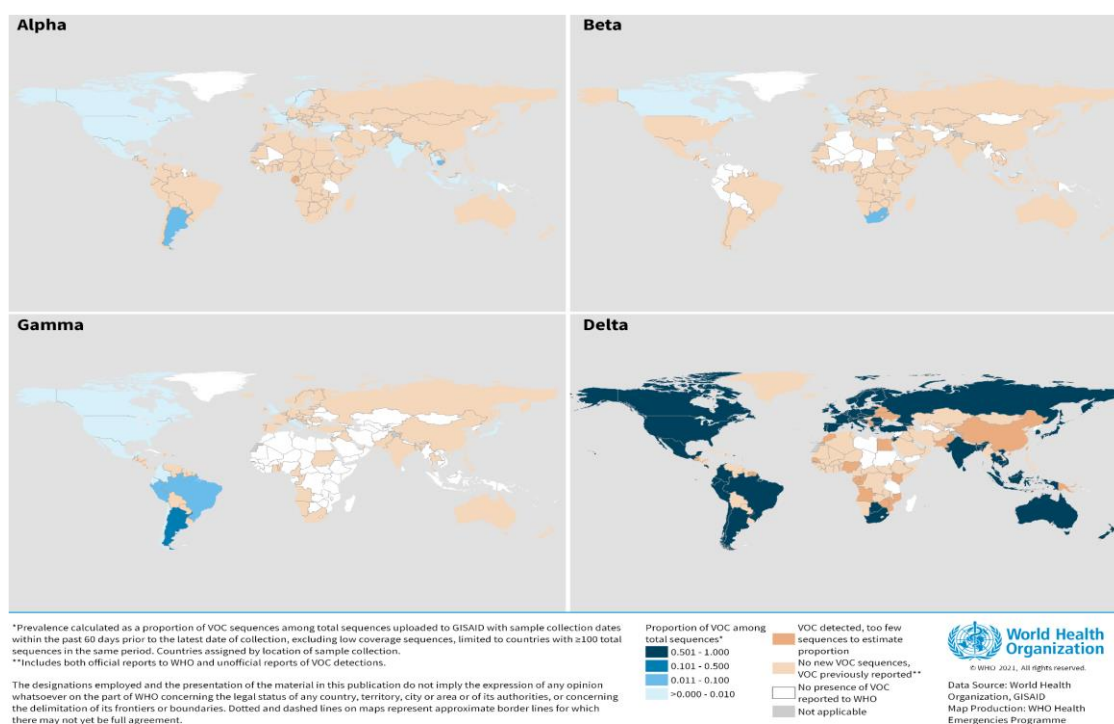 Alpha
Beta
Gamma
Delta
*Prevalence calculated as a proportion of VOC sequences among total sequences uploaded to GISAID with sample collection dates
within the past 60 days prior to the latest date of collection, excluding low coverage sequences, limited to countries with ≥100 total
sequences in the same period. Countries assigned by location of sample collection.
**Includes both official reports to WHO and unofficial reports of VOC detections.
The designations employed and the presentation of the material in this publication do not imply the expression of any opinion
whatsoever on the part of WHO concerning the legal status of any country, territory, city or area or of its authorities, or concerning
the delimitation of its frontiers or boundaries. Dotted and dashed lines on maps represent approximate border lines for which
there may not yet be full agreement.
Proportion of VOC among
total sequences*
0.501 - 1.000
0.101 - 0.500
0.011 - 0.100
>0.000 - 0.010
VOC detected, too few
sequences to estimate
proportion
No new VOC sequences,
VOC previously reported**
No presence of VOC
reported to WHO
Not applicable
World Health
Organization
© WHO 2021, All rights reserved.
Data Source: World Health
Organization, GISAID
Map Production: WHO Health
Emergencies Programme